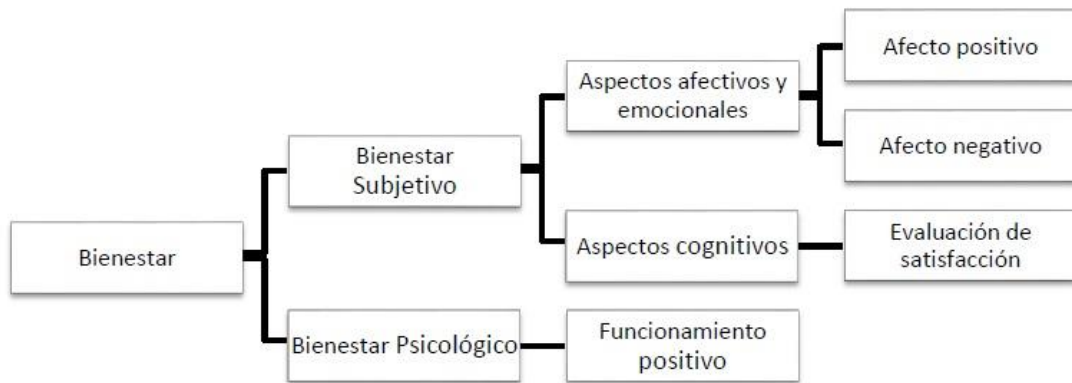 Bienestar
Bienestar
Subjetivo
Bienestar Psicológico
Aspectos afectivos y
emocionales
Aspectos cognitivos
Funcionamiento
positivo
Afecto positivo
Afecto negativo
Evaluación de
satisfacción